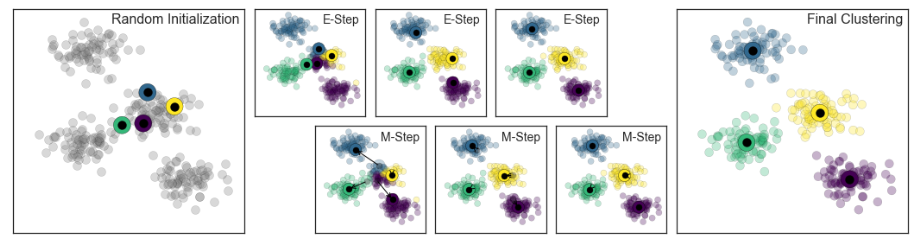 Random Initialization
E-Step
E-Step
E-Step
Final Clustering
M-Step
M-Step
M-Step